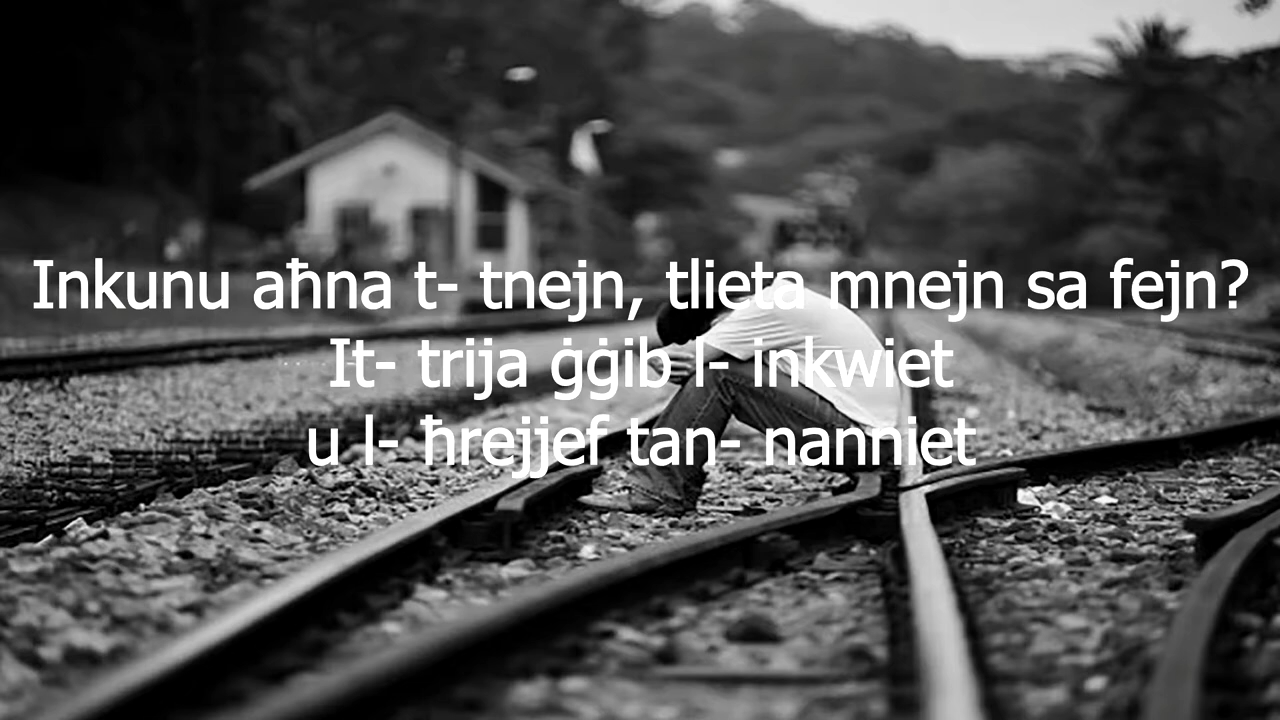 Inkunu aħna t- tnejn, tlieta mnejn sa fejn?
It- trija ġġib l- inkwiet
u l- ħrejjef tan- nanniet